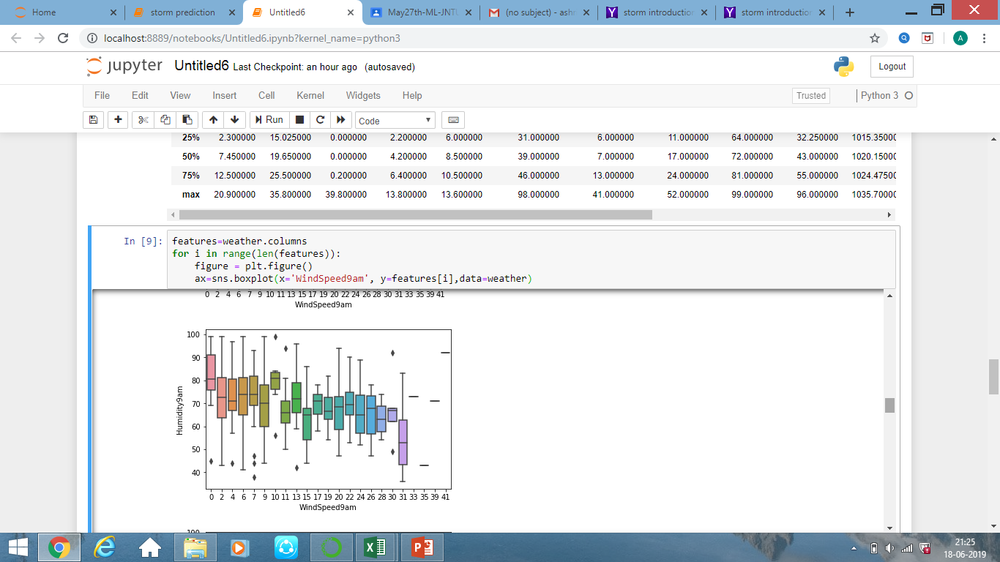 Home
storm prediction
Untitled6
May27th-ML-JNTU
(no subject) - ashr
storm introduction
storm introduction
localhost:8889/notebooks/Untitled6.ipynb?kernel_name=python3
A
jupyter Untitled6 Last Checkpoint: an hour ago (autosaved)
Logout
File Edit View Insert Cell Kernel Widgets Help
Trusted
Python 3
Run
Code
25% 2.300000 15.025000 0.000000 2.200000 6.000000 31.000000 6.000000 11.000000 64.000000 32.250000 1015.35000
50% 7.450000 19.650000 0.000000 4.200000 8.500000 39.000000 7.000000 17.000000 72.000000 43.000000 1020.15000
75% 12.500000 25.500000 0.200000 6.400000 10.500000 46.000000 13.000000 24.000000 81.000000 55.000000 1024.47500
max 20.900000 35.800000 39.800000 13.800000 13.600000 98.000000 41.000000 52.000000 99.000000 96.000000 1035.70000
In [9]: features=weather.columns
for i in range(len(features)):
figure = plt.figure()
ax=sns.boxplot(x='WindSpeed9am', y=features[i],data=weather)
0 2 4 6 7 9 10 11 13 15 17 19 20 22 24 26 28 30 31 33 35 39 41
WindSpeed9am
100
90
80
70
60
50
40
Humidity9am
0 2 4 6 7 9 10 11 13 15 17 19 20 22 24 26 28 30 31 33 35 39 41
WindSpeed9am
100
21:25
18-06-2019